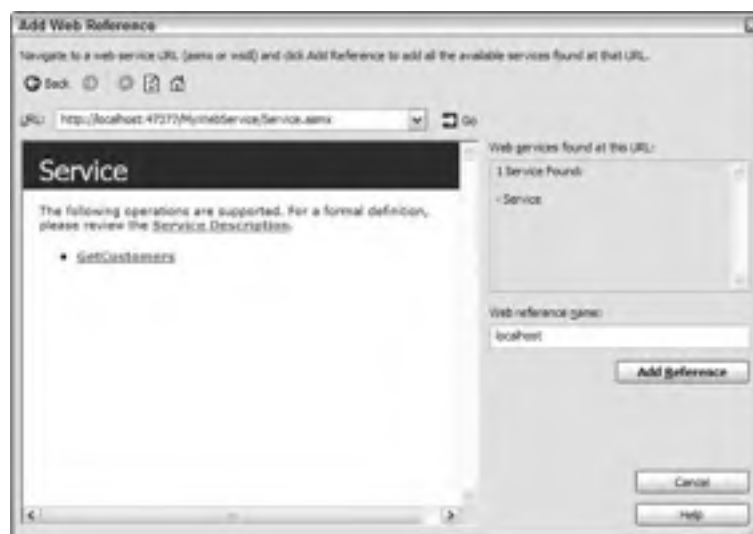 Add Web Reference
Navigate to a web service URL (asmx or wsdl) and click Add Reference to add all the available services found at that URL.
Back
URL: http://localhost:47377/MyWebService/Service.asmx Go
Service
The following operations are supported. For a formal definition,
please review the Service Description.
• GetCustomers
Web services found at this URL:
1 Service Found:
- Service
Web reference name:
localhost
Add Reference
Cancel
Help